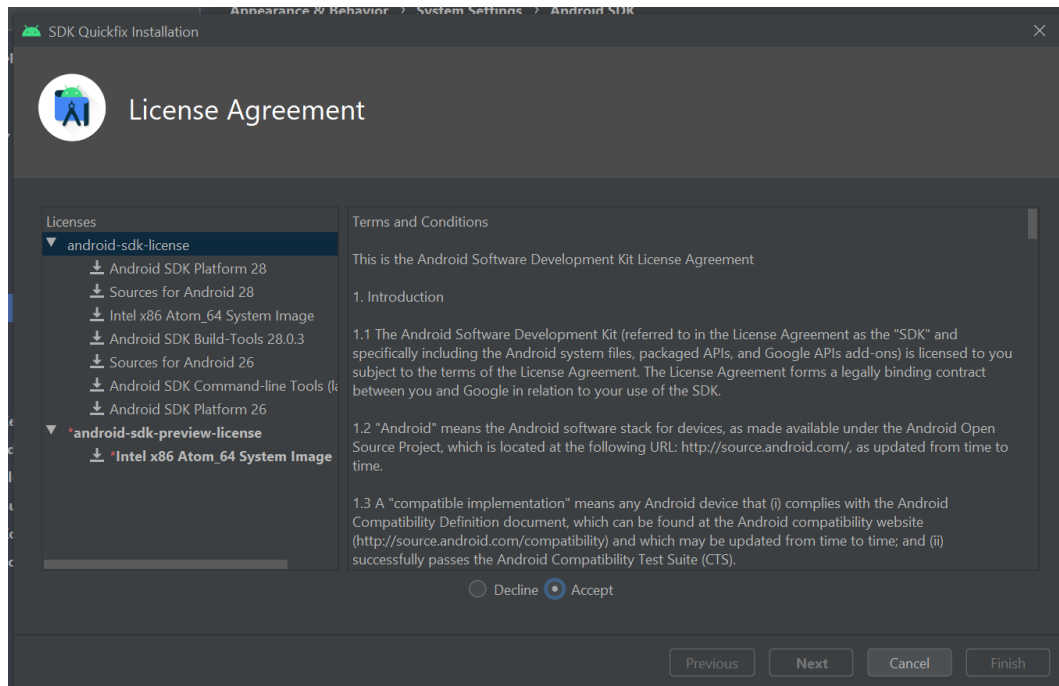 Appearance & Behavior > System Settings > Android SDK
SDK Quickfix Installation
License Agreement
Licenses
android-sdk-license
Android SDK Platform 28
Sources for Android 28
Intel x86 Atom_64 System Image
Android SDK Build-Tools 28.0.3
Sources for Android 26
Android SDK Command-line Tools (la
Android SDK Platform 26
*android-sdk-preview-license
*Intel x86 Atom_64 System Image
Terms and Conditions
This is the Android Software Development Kit License Agreement
1. Introduction
1.1 The Android Software Development Kit (referred to in the License Agreement as the "SDK" and
specifically including the Android system files, packaged APIs, and Google APIs add-ons) is licensed to you
subject to the terms of the License Agreement. The License Agreement forms a legally binding contract
between you and Google in relation to your use of the SDK.
1.2 "Android" means the Android software stack for devices, as made available under the Android Open
Source Project, which is located at the following URL: http://source.android.com/, as updated from time to
time.
1.3 A "compatible implementation" means any Android device that (i) complies with the Android
Compatibility Definition document, which can be found at the Android compatibility website
(http://source.android.com/compatibility) and which may be updated from time to time; and (ii)
successfully passes the Android Compatibility Test Suite (CTS).
Decline
Accept
Previous
Next
Cancel
Finish